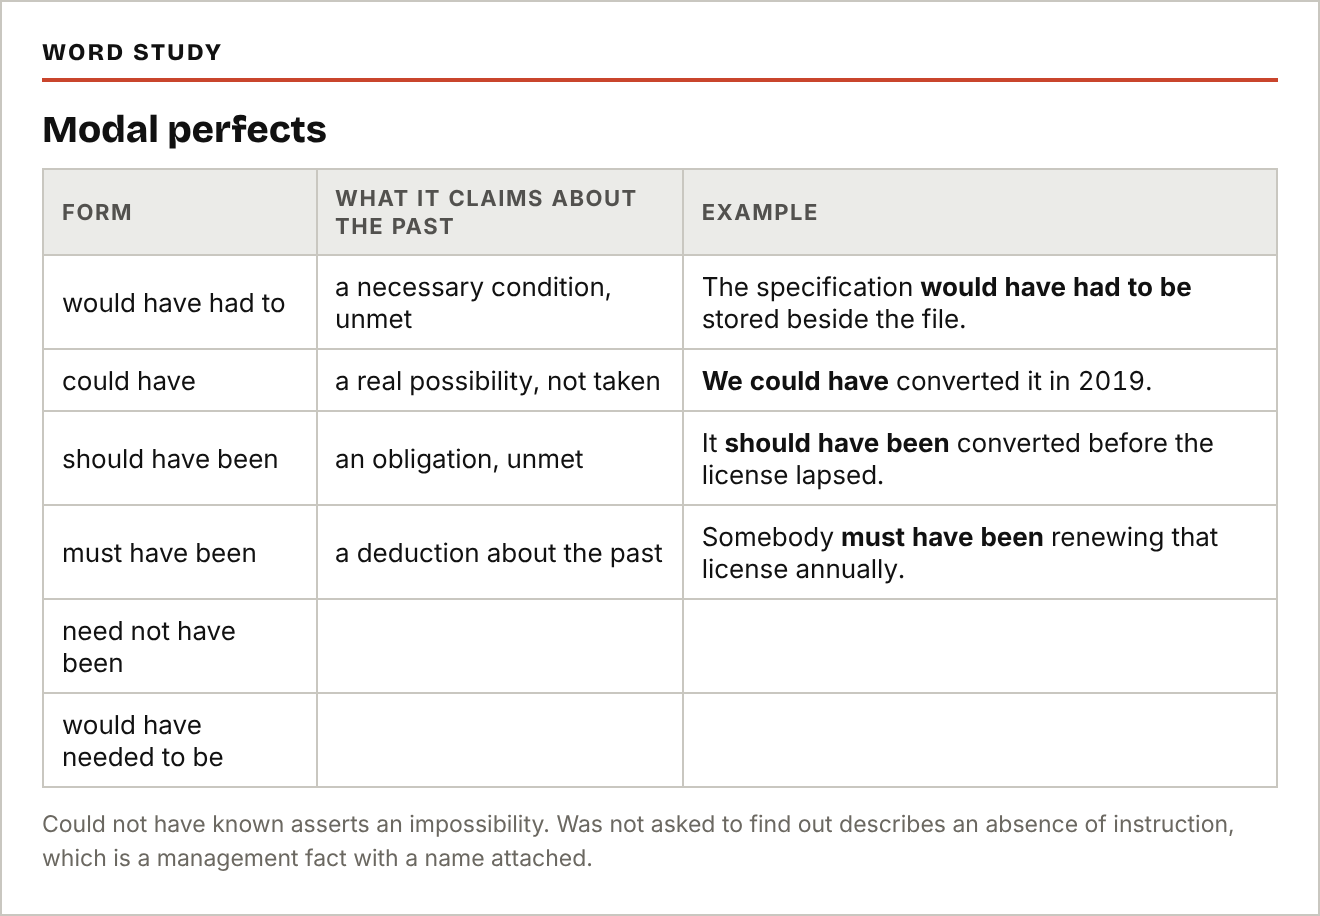 WORD STUDY
Modal perfects
FORM
WHAT IT CLAIMS ABOUT
THE PAST
EXAMPLE
would have had to
a necessary condition,
unmet
The specification would have had to be
stored beside the file.
could have
a real possibility, not taken
We could have converted it in 2019.
should have been
an obligation, unmet
It should have been converted before the
license lapsed.
must have been
a deduction about the past
Somebody must have been renewing that
license annually.
need not have
been
would have
needed to be
Could not have known asserts an impossibility. Was not asked to find out describes an absence of instruction,
which is a management fact with a name attached.